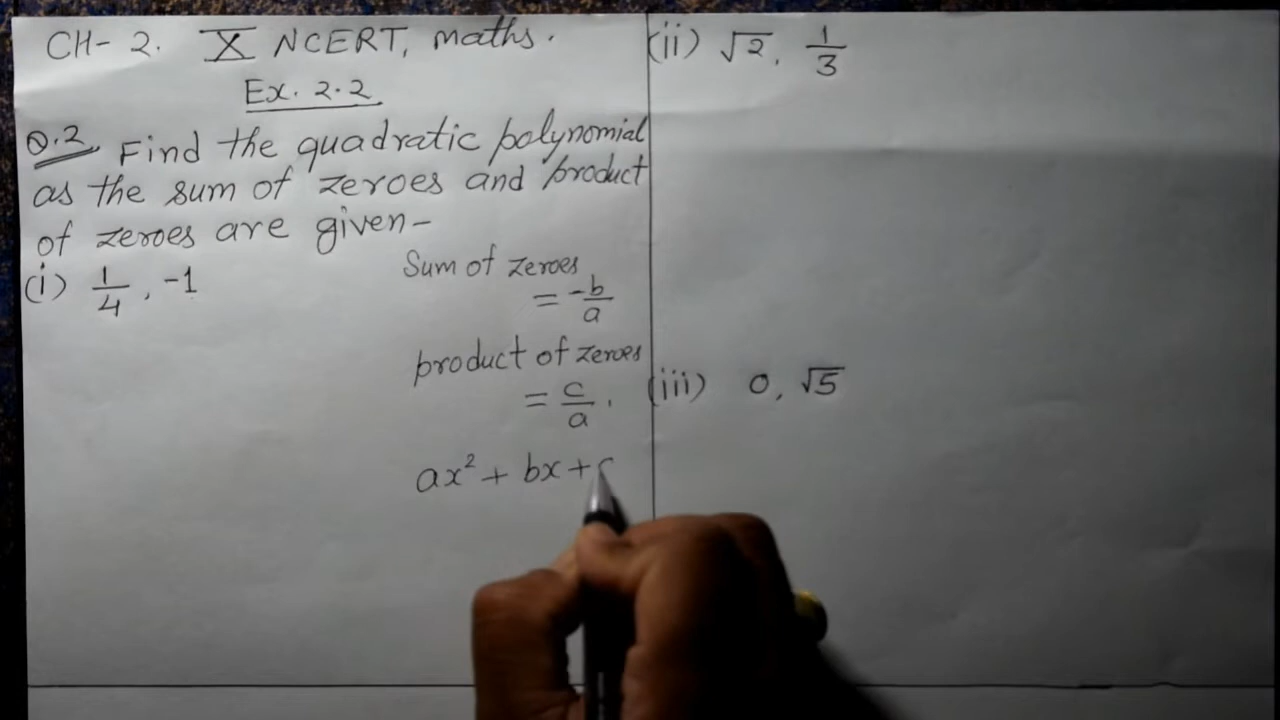 CH- 2. X NCERT, maths.
Ex. 2.2
Q.2 Find the quadratic polynomial
as the sum of zeroes and product
of zeroes are given-
(i) 1/4, -1
Sum of zeroes
= -b/a
product of zeroes
= c/a.
ax² + bx +
(ii) √2, 1/3
(iii) 0, √5